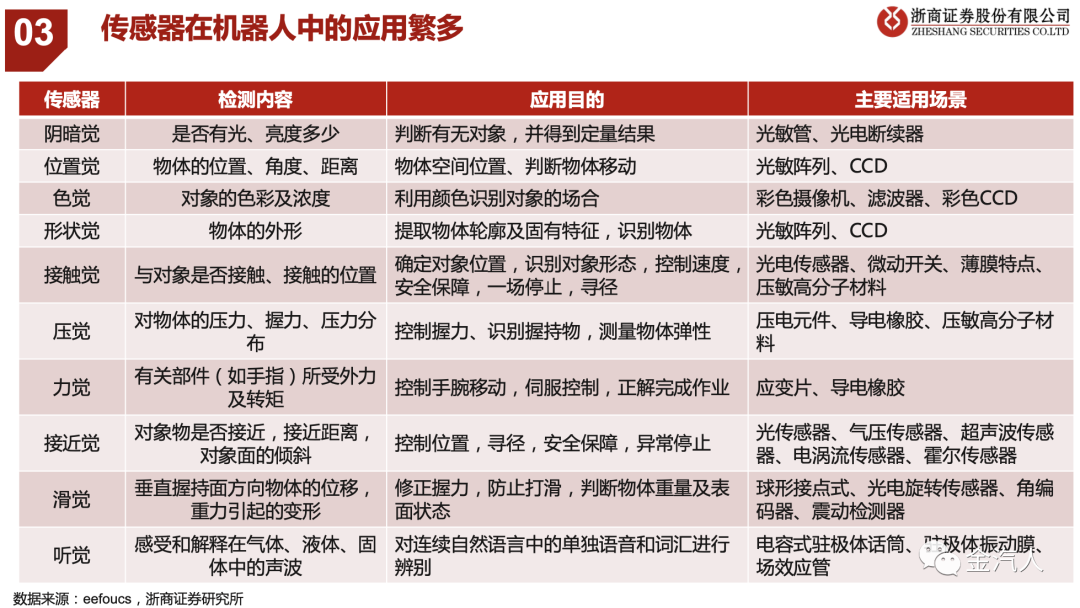 03
传感器在机器人中的应用繁多
浙商证券股份有限公司
ZHESHANG SECURITIES CO.LTD
传感器 检测内容 应用目的 主要适用场景
阴暗觉 是否有光、亮度多少 判断有无对象，并得到定量结果 光敏管、光电断续器
位置觉 物体的位置、角度、距离 物体空间位置、判断物体移动 光敏阵列、CCD
色觉 对象的色彩及浓度 利用颜色识别对象的场合 彩色摄像机、滤波器、彩色CCD
形状觉 物体的外形 提取物体轮廓及固有特征，识别物体 光敏阵列、CCD
接触觉 与对象是否接触、接触的位置 确定对象位置，识别对象形态，控制速度，
安全保障，一场停止，寻径
光电传感器、微动开关、薄膜特点、
压敏高分子材料
压觉 对物体的压力、握力、压力分
布
控制握力、识别握持物，测量物体弹性
压电元件、导电橡胶、压敏高分子材
料
力觉 有关部件（如手指）所受外力
及转矩
控制手腕移动，伺服控制，正解完成作业 应变片、导电橡胶
接近觉 对象物是否接近，接近距离，
对象面的倾斜
控制位置，寻径，安全保障，异常停止
光传感器、气压传感器、超声波传感
器、电涡流传感器、霍尔传感器
滑觉 垂直握持面方向物体的位移，
重力引起的变形
修正握力，防止打滑，判断物体重量及表
面状态
球形接点式、光电旋转传感器、角编
码器、震动检测器
听觉 感受和解释在气体、液体、固
体中的声波
对连续自然语言中的单独语音和词汇进行
辨别
电容式驻极体话筒、驻极体振动膜、
场效应管
金汽人
数据来源：eefoucs，浙商证券研究所